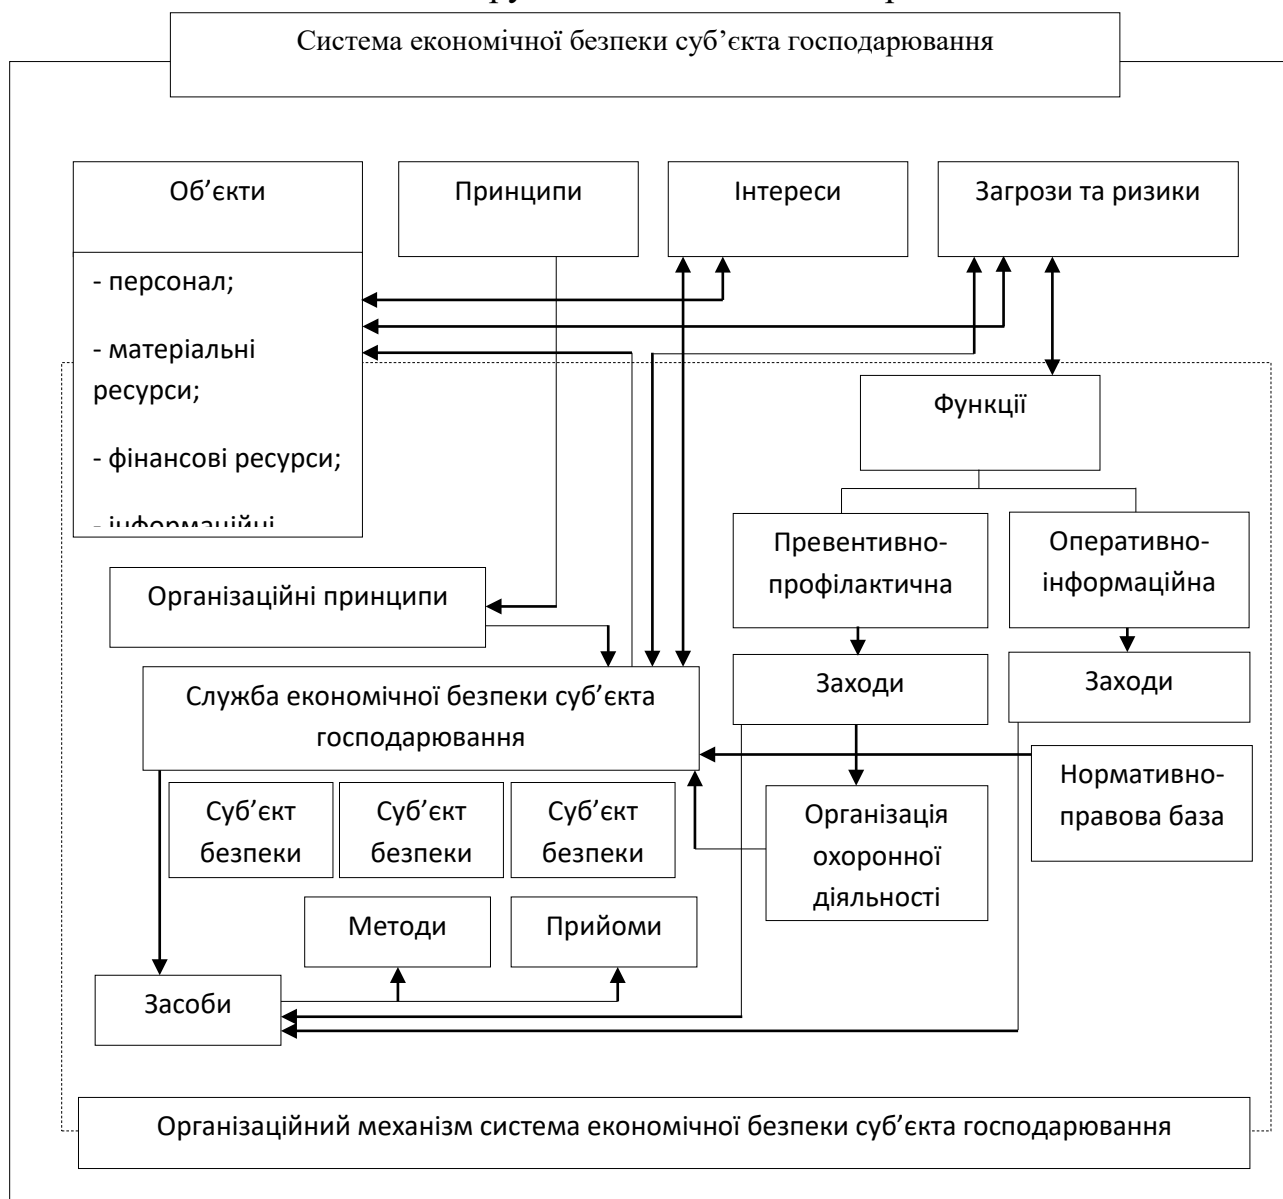 Система економічної безпеки суб’єкта господарювання
Об’єкти
- персонал;
- матеріальні
ресурси;
- фінансові ресурси;
- інформаційні
Принципи
Інтереси
Загрози та ризики
Функції
Превентивно-
профілактична
Оперативно-
інформаційна
Організаційні принципи
Заходи
Заходи
Служба економічної безпеки суб’єкта
господарювання
Нормативно-
правова база
Суб’єкт
безпеки
Суб’єкт
безпеки
Суб’єкт
безпеки
Організація
охоронної
діяльності
Методи
Прийоми
Засоби
Організаційний механізм система економічної безпеки суб’єкта господарювання